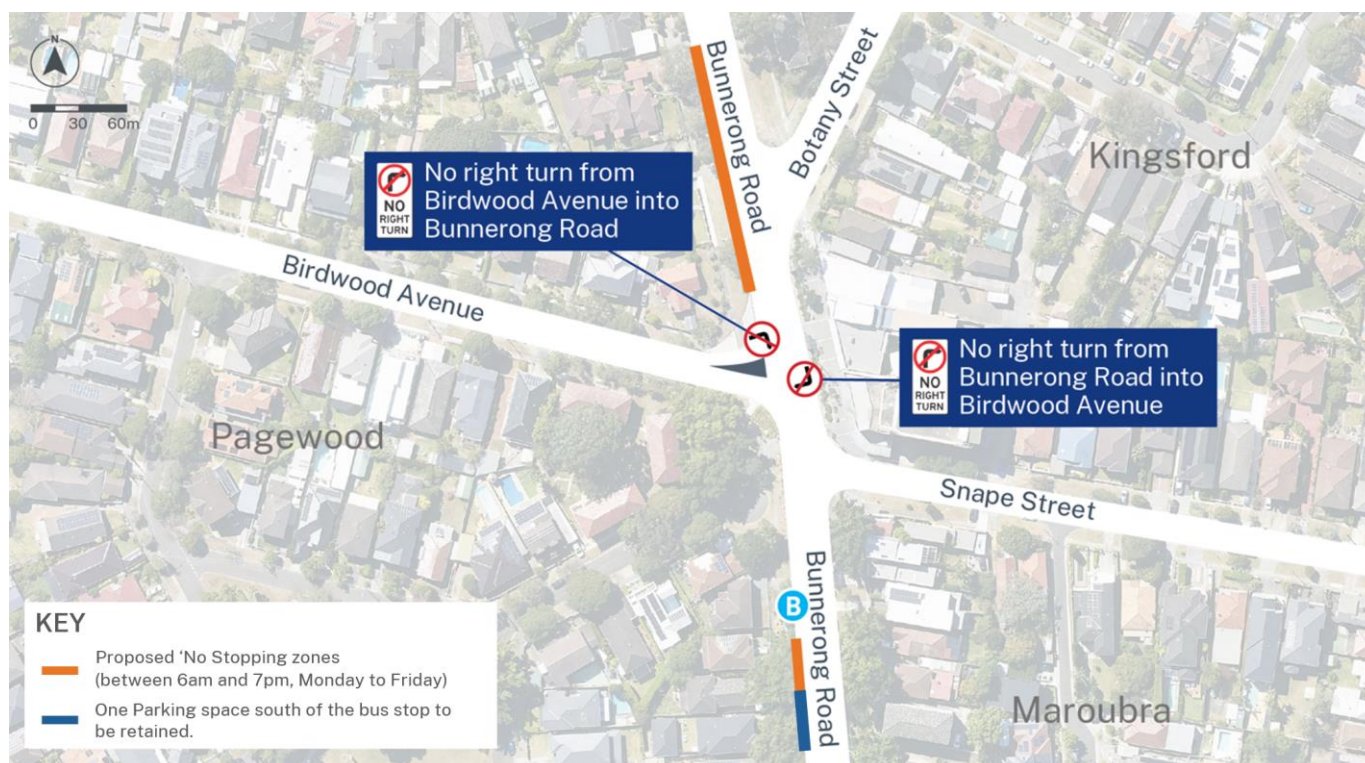 N
0 30 60m
Bunnerong Road
Botany Street
Kingsford
NO
RIGHT
TURN
No right turn from
Birdwood Avenue into
Bunnerong Road
Birdwood Avenue
NO
RIGHT
TURN
No right turn from
Bunnerong Road into
Birdwood Avenue
Pagewood
Snape Street
B
Bunnerong Road
Maroubra
KEY
Proposed ‘No Stopping zones
(between 6am and 7pm, Monday to Friday)
One Parking space south of the bus stop to
be retained.